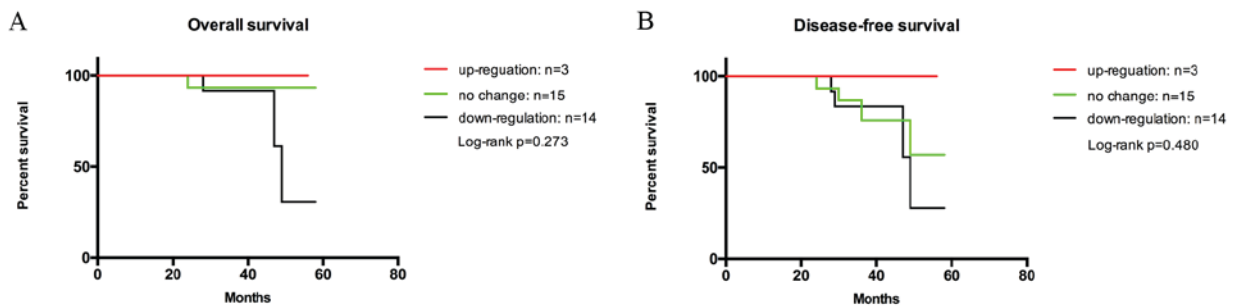 A
Overall survival
Percent survival
100
50
0
0 20 40 60 80
Months
up-reguation: n=3
no change: n=15
down-regulation: n=14
Log-rank p=0.273
B
Disease-free survival
Percent survival
100
50
0
0 20 40 60 80
Months
up-reguation: n=3
no change: n=15
down-regulation: n=14
Log-rank p=0.480